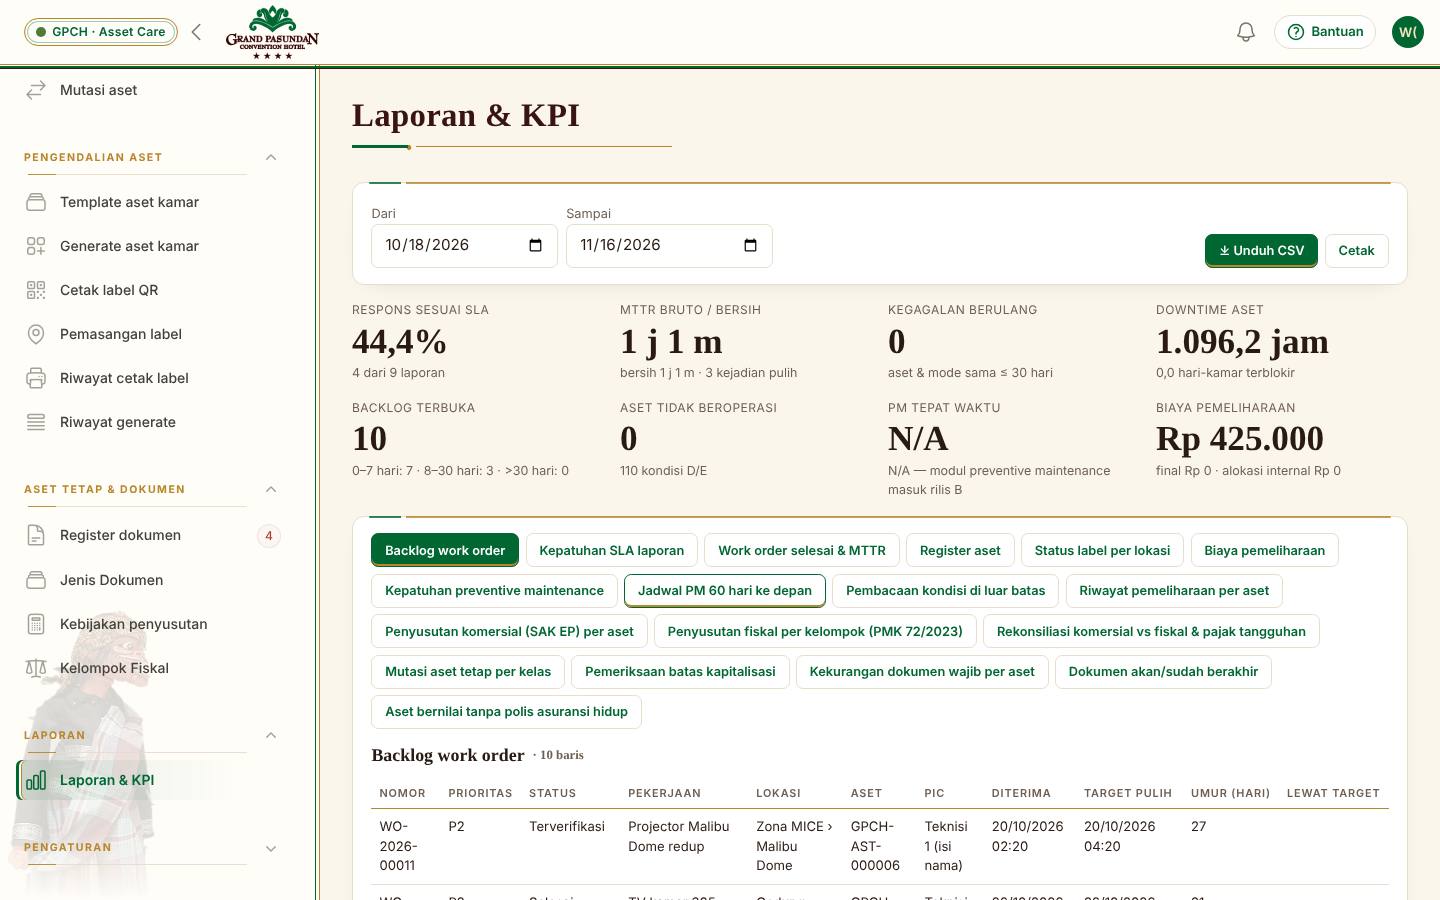 GPCH · Asset Care
GRAND PASUNDAN
CONVENTION HOTEL
Bantuan
W(
Mutasi aset
PENGENDALIAN ASET
Template aset kamar
Generate aset kamar
Cetak label QR
Pemasangan label
Riwayat cetak label
Riwayat generate
ASET TETAP & DOKUMEN
Register dokumen
4
Jenis Dokumen
Kebijakan penyusutan
Kelompok Fiskal
LAPORAN
Laporan & KPI
PENGATURAN
Laporan & KPI
Dari
Sampai
10/18/2026
11/16/2026
Unduh CSV
Cetak
RESPONS SESUAI SLA
44,4%
4 dari 9 laporan
MTTR BRUTO / BERSIH
1 j 1 m
bersih 1 j 1 m · 3 kejadian pulih
KEGAGALAN BERULANG
0
aset & mode sama ≤ 30 hari
DOWNTIME ASET
1.096,2 jam
0,0 hari-kamar terblokir
BACKLOG TERBUKA
10
0–7 hari: 7 · 8–30 hari: 3 · >30 hari: 0
ASET TIDAK BEROPERASI
0
110 kondisi D/E
PM TEPAT WAKTU
N/A
N/A — modul preventive maintenance
masuk rilis B
BIAYA PEMELIHARAAN
Rp 425.000
final Rp 0 · alokasi internal Rp 0
Backlog work order
Kepatuhan SLA laporan
Work order selesai & MTTR
Register aset
Status label per lokasi
Biaya pemeliharaan
Kepatuhan preventive maintenance
Jadwal PM 60 hari ke depan
Pembacaan kondisi di luar batas
Riwayat pemeliharaan per aset
Penyusutan komersial (SAK EP) per aset
Penyusutan fiskal per kelompok (PMK 72/2023)
Rekonsiliasi komersial vs fiskal & pajak tangguhan
Mutasi aset tetap per kelas
Pemeriksaan batas kapitalisasi
Kekurangan dokumen wajib per aset
Dokumen akan/sudah berakhir
Aset bernilai tanpa polis asuransi hidup
Backlog work order · 10 baris
NOMOR PRIORITAS STATUS PEKERJAAN LOKASI ASET PIC DITERIMA TARGET PULIH UMUR (HARI) LEWAT TARGET
WO- P2 Terverifikasi Projector Malibu Zona MICE › GPCH- Teknisi 20/10/2026 20/10/2026 27
2026- Dome redup Malibu AST- 1 (isi 02:20 04:20
00011 Dome 000006 nama)